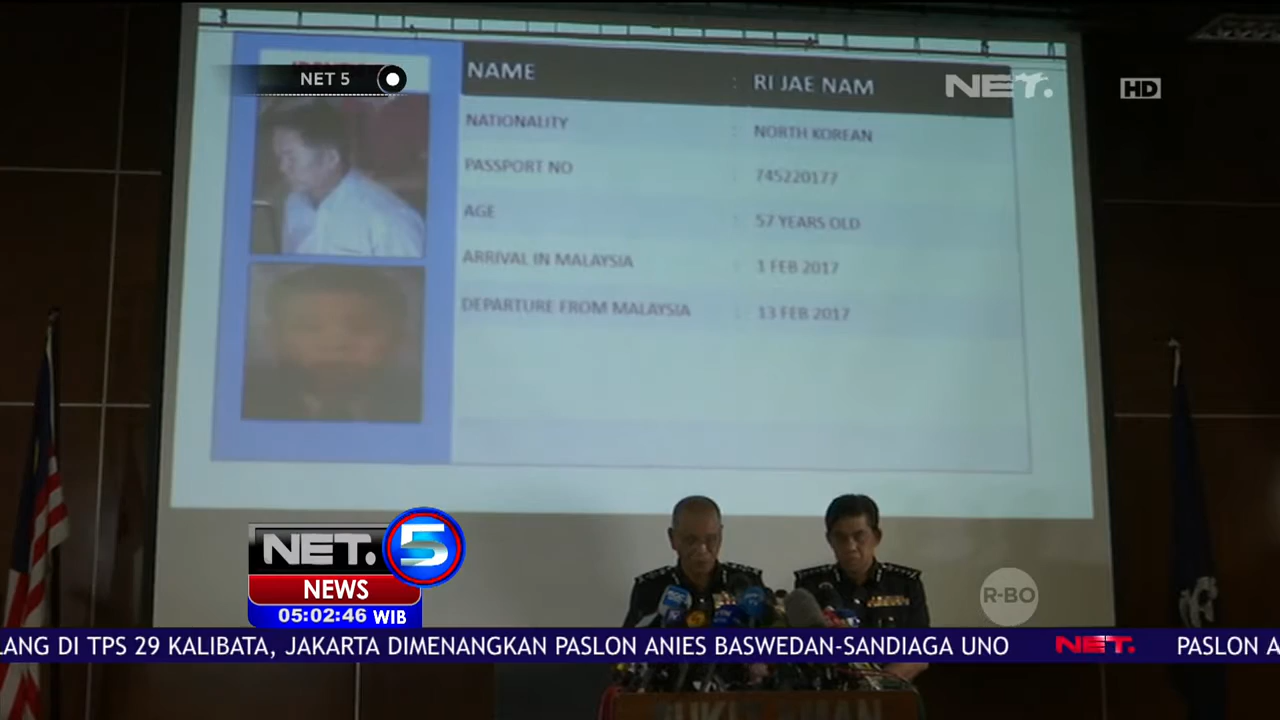 NET 5
NET.
HD
NAME : RI JAE NAM
NATIONALITY : NORTH KOREAN
PASSPORT NO : 745220177
AGE : 57 YEARS OLD
ARRIVAL IN MALAYSIA : 1 FEB 2017
DEPARTURE FROM MALAYSIA : 13 FEB 2017
NET. 5
NEWS
05:02:46 WIB
R-BO
LANG DI TPS 29 KALIBATA, JAKARTA DIMENANGKAN PASLON ANIES BASWEDAN-SANDIAGA UNO NET. PASLON A
BUKIT AMAN